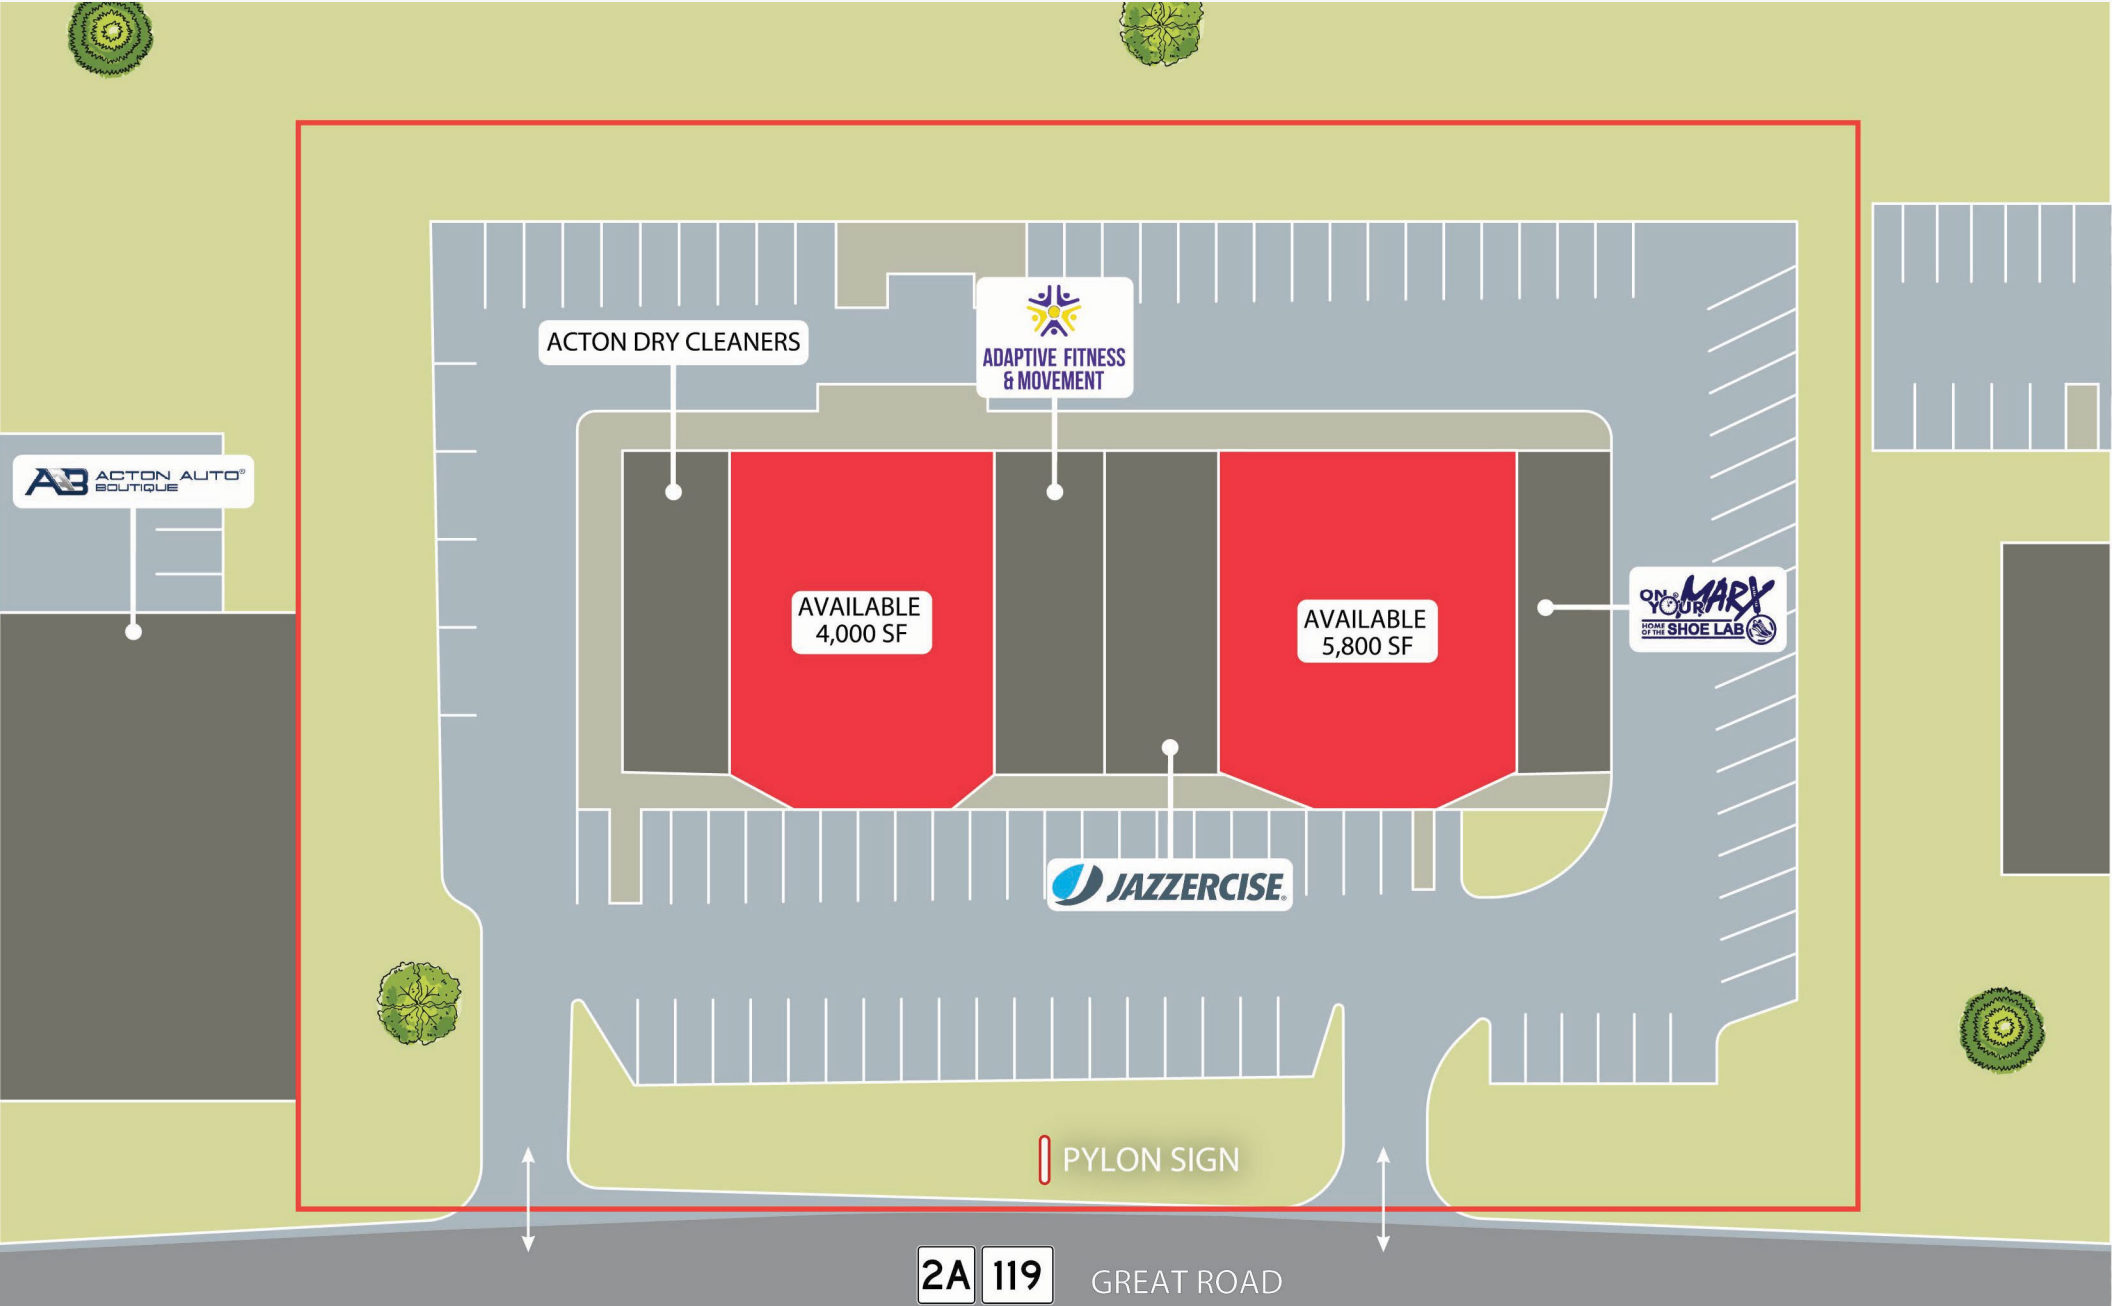 ACTON DRY CLEANERS
ADAPTIVE FITNESS
& MOVEMENT
AB ACTON AUTO®
BOUTIQUE
AVAILABLE
4,000 SF
AVAILABLE
5,800 SF
ON YOUR MARX
HOME OF THE SHOE LAB
JAZZERCISE®
PYLON SIGN
2A 119 GREAT ROAD